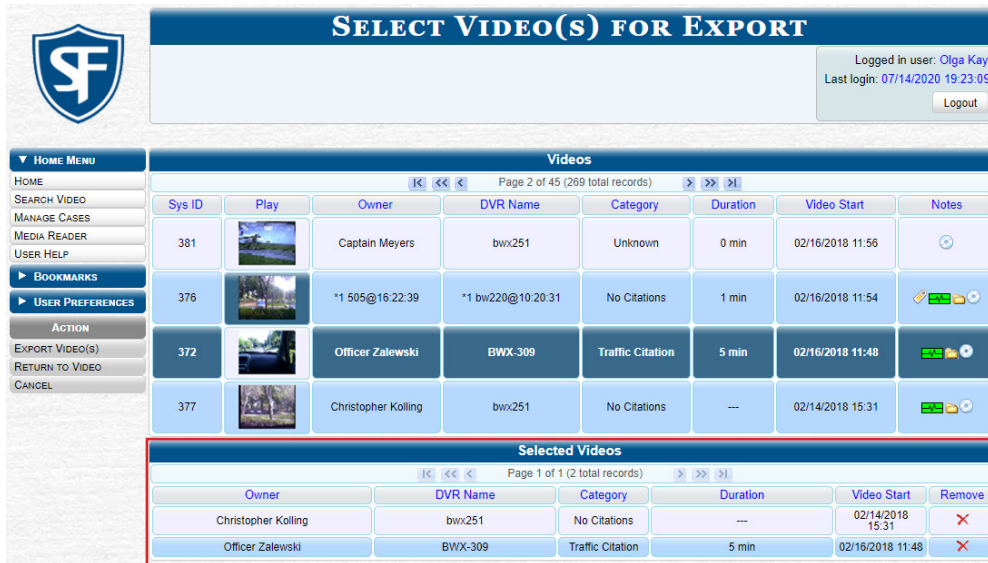 SELECT VIDEO(S) FOR EXPORT
SF
Logged in user: Olga Kay
Last login: 07/14/2020 19:23:09
Logout
▼ HOME MENU
HOME
SEARCH VIDEO
MANAGE CASES
MEDIA READER
USER HELP
▶ BOOKMARKS
▶ USER PREFERENCES
ACTION
EXPORT VIDEO(S)
RETURN TO VIDEO
CANCEL
Videos
Page 2 of 45 (269 total records)
Sys ID Play Owner DVR Name Category Duration Video Start Notes
381 Captain Meyers bwx251 Unknown 0 min 02/16/2018 11:56
376 *1 505@16:22:39 *1 bw220@10:20:31 No Citations 1 min 02/16/2018 11:54
372 Officer Zalewski BWX-309 Traffic Citation 5 min 02/16/2018 11:48
377 Christopher Kolling bwx251 No Citations --- 02/14/2018 15:31
Selected Videos
Page 1 of 1 (2 total records)
Owner DVR Name Category Duration Video Start Remove
Christopher Kolling bwx251 No Citations --- 02/14/2018 15:31
Officer Zalewski BWX-309 Traffic Citation 5 min 02/16/2018 11:48